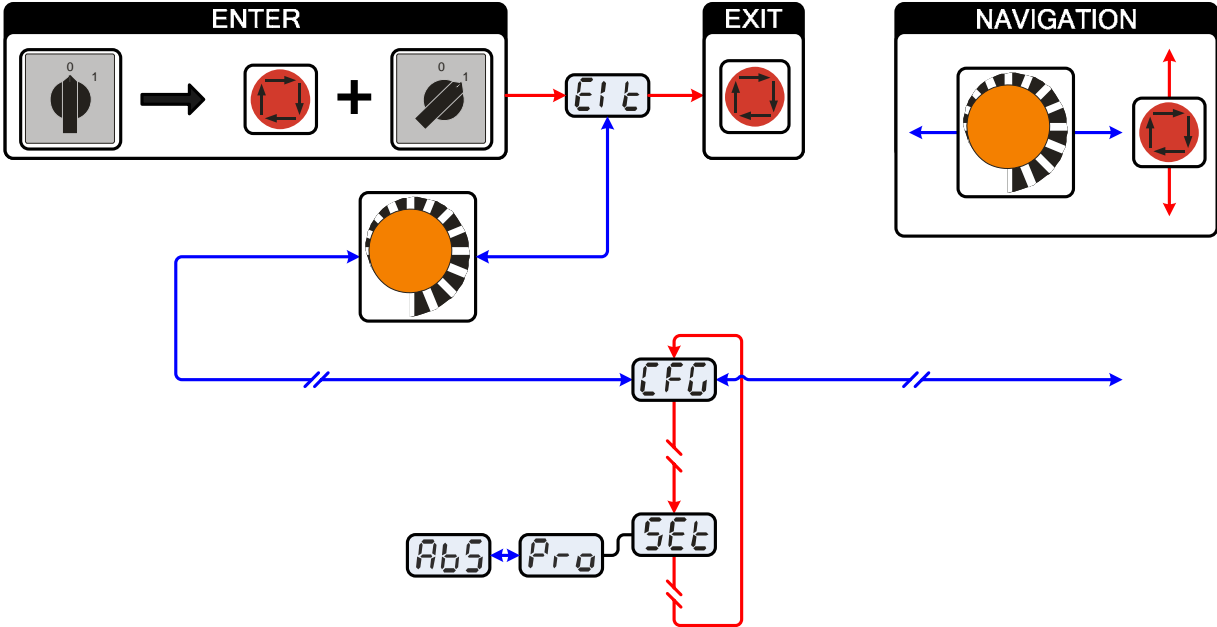 ENTER
EXIT
NAVIGATION
0
1
0
1
EIt
CFG
SEt
AbS
Pro